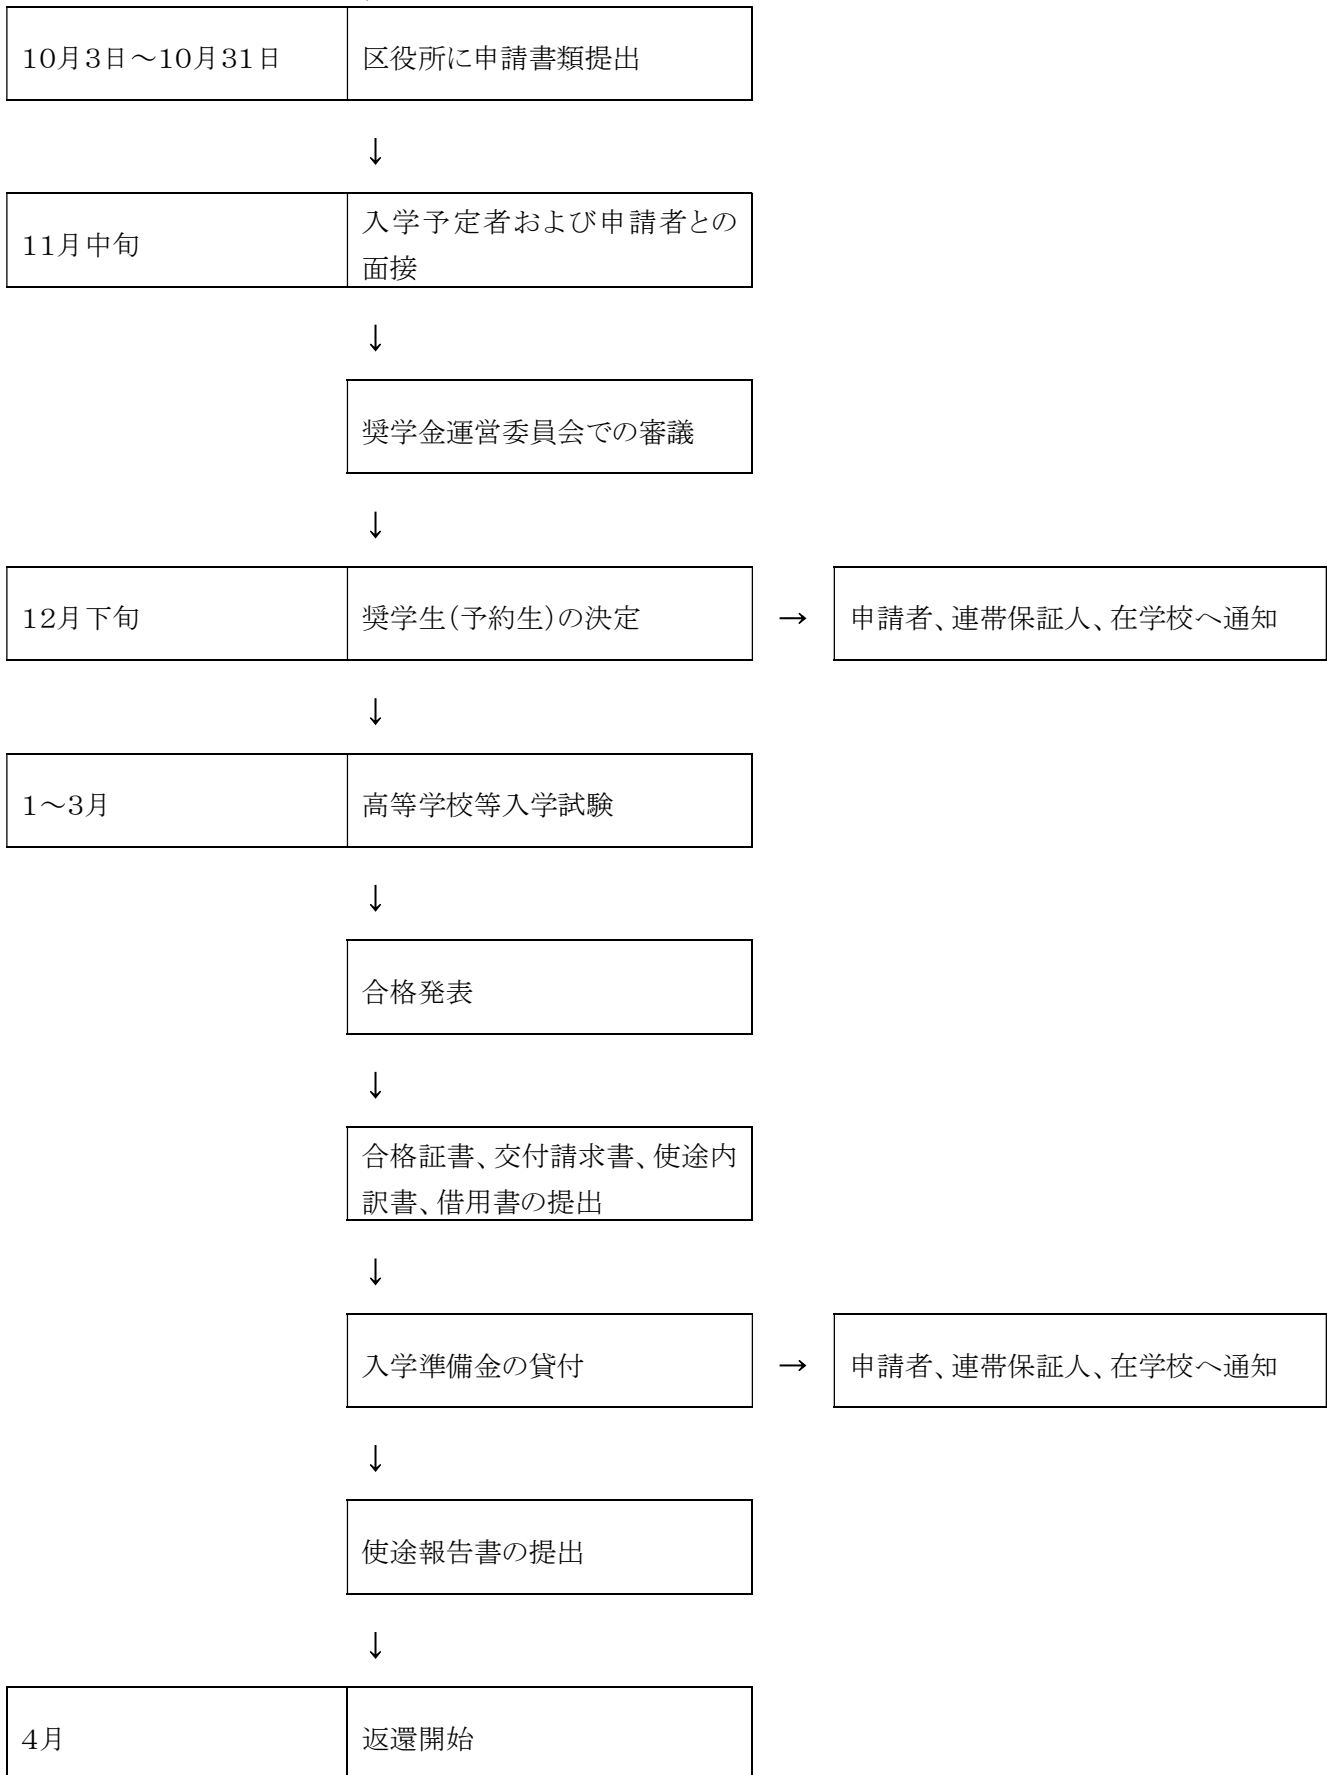 10月3日～10月31日 区役所に申請書類提出
↓
11月中旬 入学予定者および申請者との
面接
↓
奨学金運営委員会での審議
↓
12月下旬 奨学生(予約生)の決定 → 申請者、連帯保証人、在学校へ通知
↓
1～3月 高等学校等入学試験
↓
合格発表
↓
合格証書、交付請求書、使途内
訳書、借用書の提出
↓
入学準備金の貸付 → 申請者、連帯保証人、在学校へ通知
↓
使途報告書の提出
↓
4月 返還開始